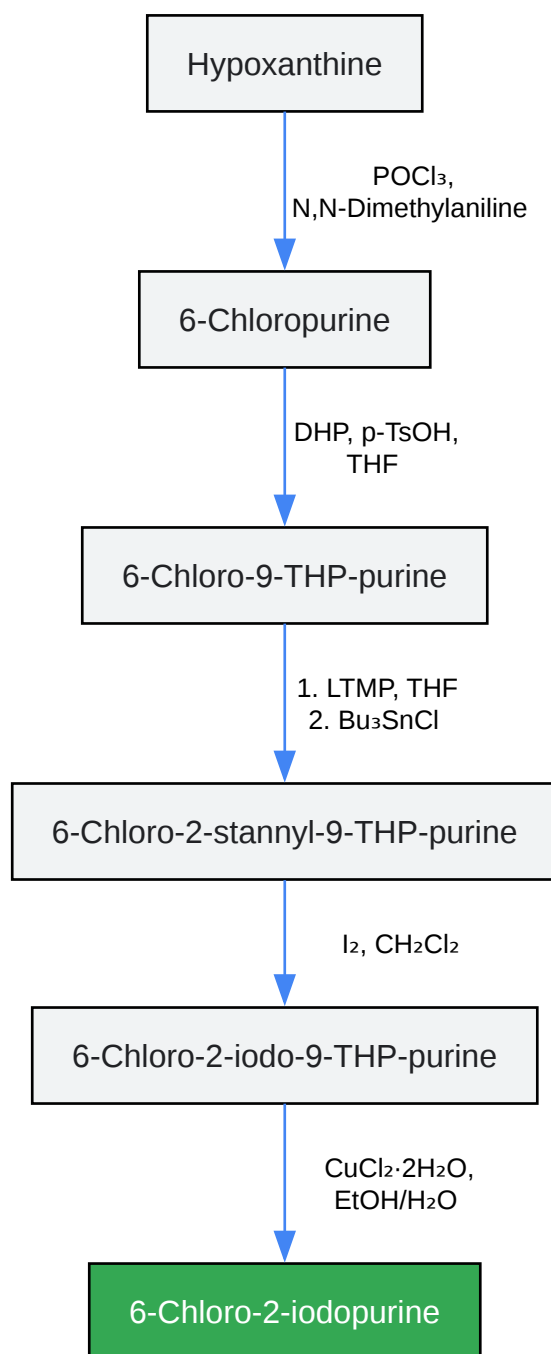 Hypoxanthine
POCl₃,
N,N-Dimethylaniline
6-Chloropurine
DHP, p-TsOH,
THF
6-Chloro-9-THP-purine
1. LTMP, THF
2. Bu₃SnCl
6-Chloro-2-stannyl-9-THP-purine
I₂, CH₂Cl₂
6-Chloro-2-iodo-9-THP-purine
CuCl₂·2H₂O,
EtOH/H₂O
6-Chloro-2-iodopurine